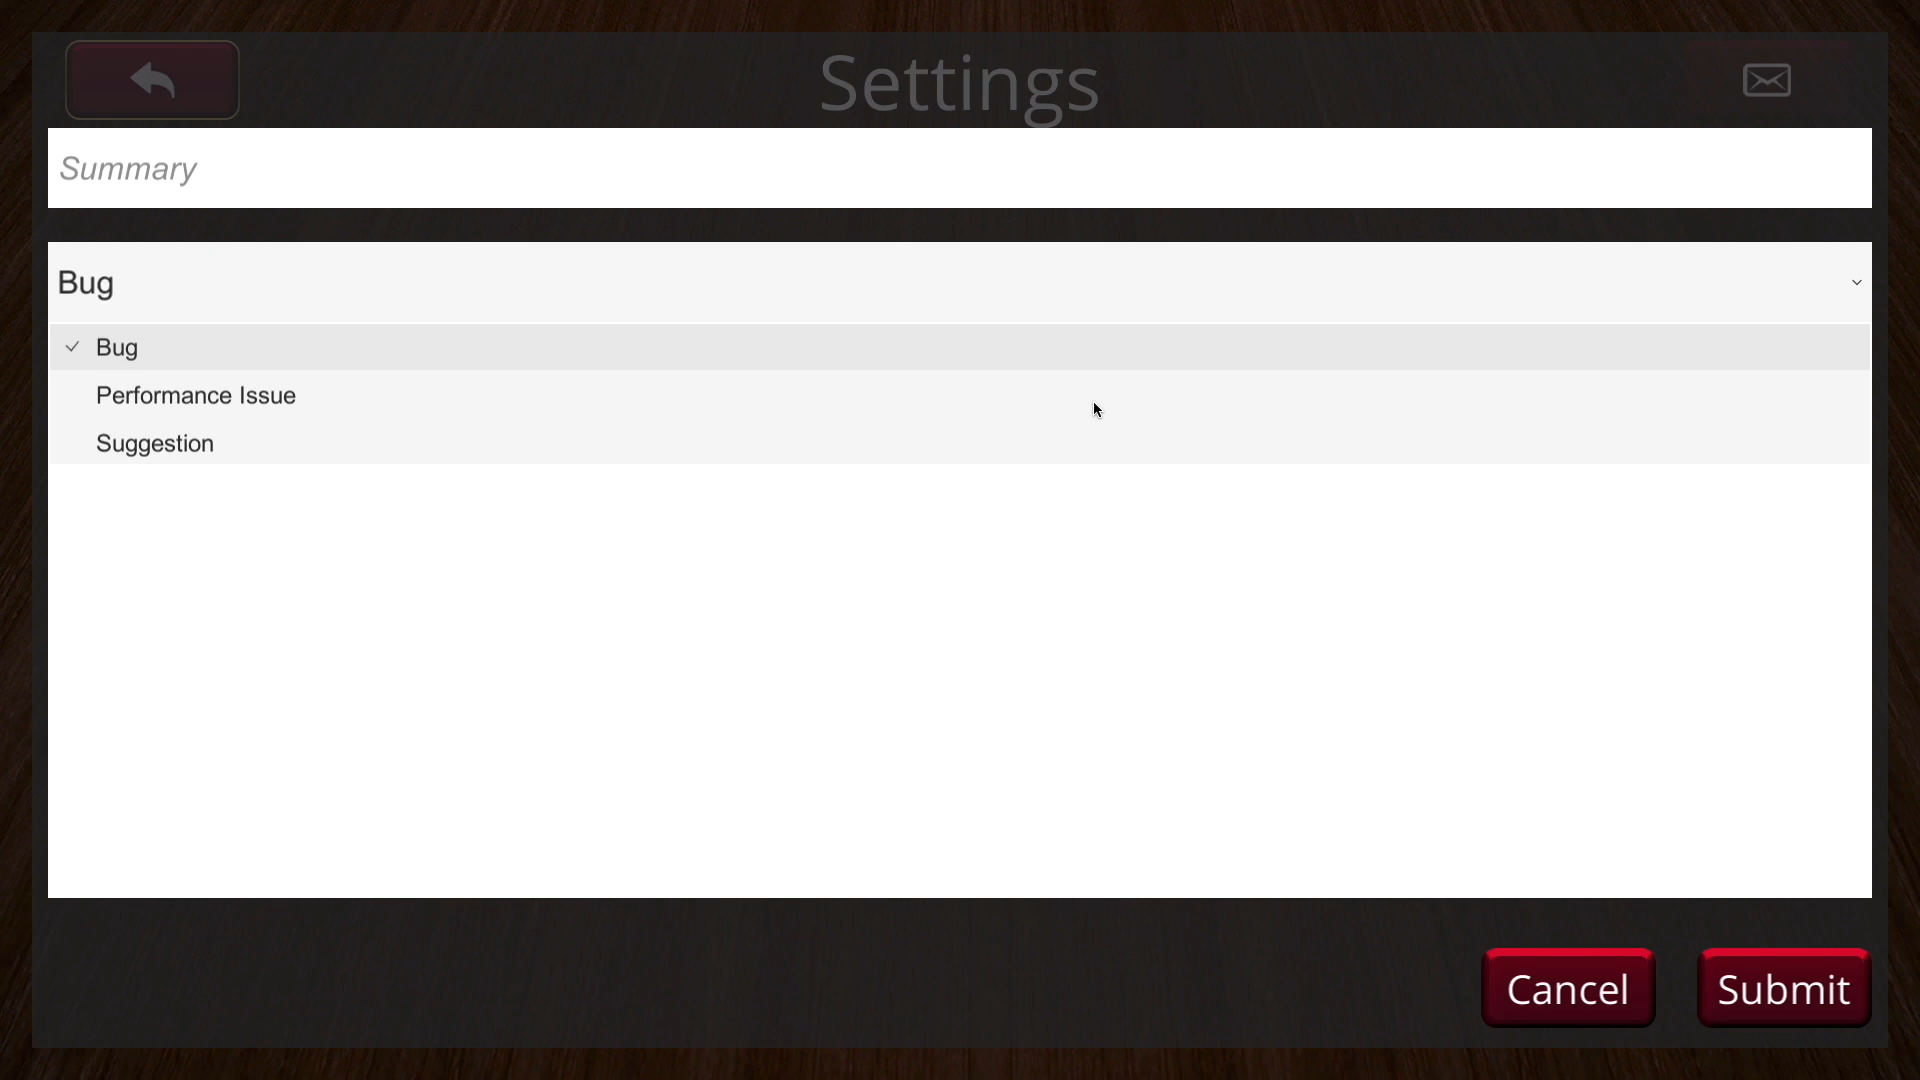 Settings
Summary
Bug
Bug
Performance Issue
Suggestion
Cancel
Submit